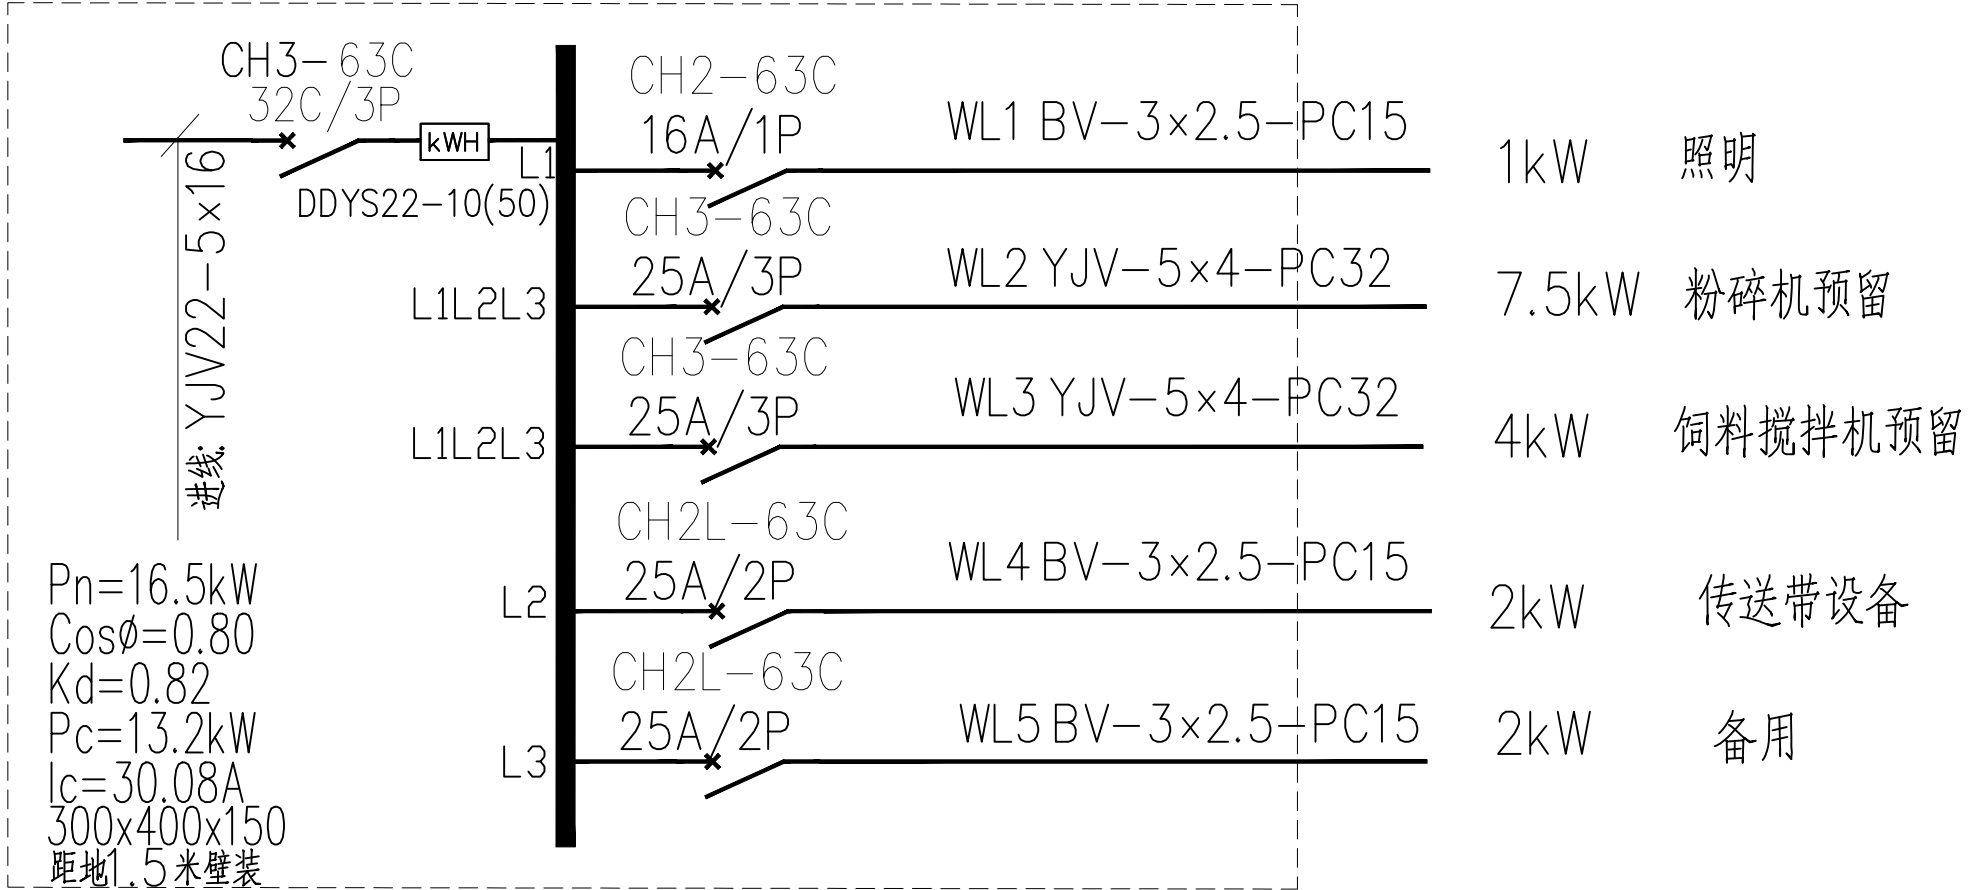 CH3-63C
32C/3P
kWH
DDYS22-10(50)
进线: YJV22-5×16
L1
CH2-63C
16A/1P
WL1 BV-3×2.5-PC15
1kW
照明
L1L2L3
CH3-63C
25A/3P
WL2 YJV-5×4-PC32
7.5kW
粉碎机预留
L1L2L3
CH3-63C
25A/3P
WL3 YJV-5×4-PC32
4kW
饲料搅拌机预留
L2
CH2L-63C
25A/2P
WL4 BV-3×2.5-PC15
2kW
传送带设备
L3
CH2L-63C
25A/2P
WL5 BV-3×2.5-PC15
2kW
备用
Pn=16.5kW
CosØ=0.80
Kd=0.82
Pc=13.2kW
Ic=30.08A
300x400x150
距地1.5米壁装